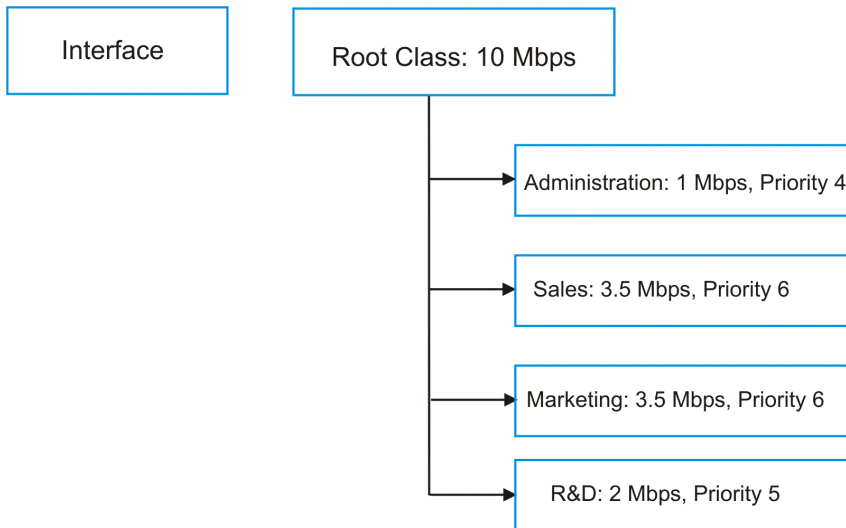 Interface
Root Class: 10 Mbps
Administration: 1 Mbps, Priority 4
Sales: 3.5 Mbps, Priority 6
Marketing: 3.5 Mbps, Priority 6
R&D: 2 Mbps, Priority 5